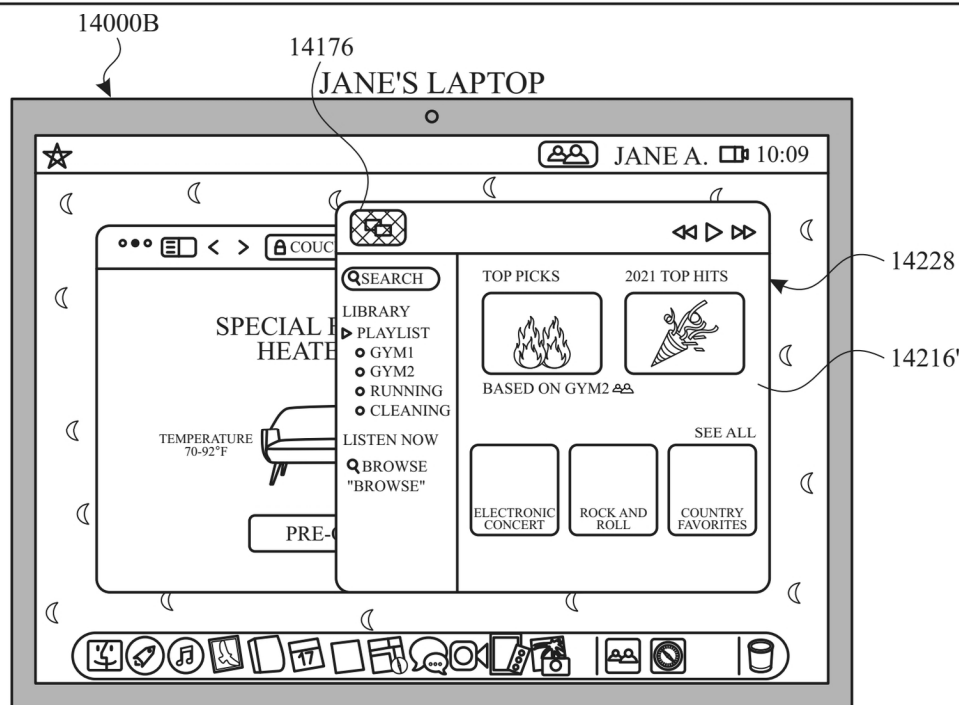 14000B
14176
JANE'S LAPTOP
JANE A. 10:09
COUC
14228
SEARCH
TOP PICKS
2021 TOP HITS
LIBRARY
PLAYLIST
GYM1
GYM2
RUNNING
CLEANING
LISTEN NOW
BROWSE
"BROWSE"
BASED ON GYM2
14216'
SEE ALL
ELECTRONIC
CONCERT
ROCK AND
ROLL
COUNTRY
FAVORITES
SPECIAL
HEATE
TEMPERATURE
70-92°F
PRE-
17